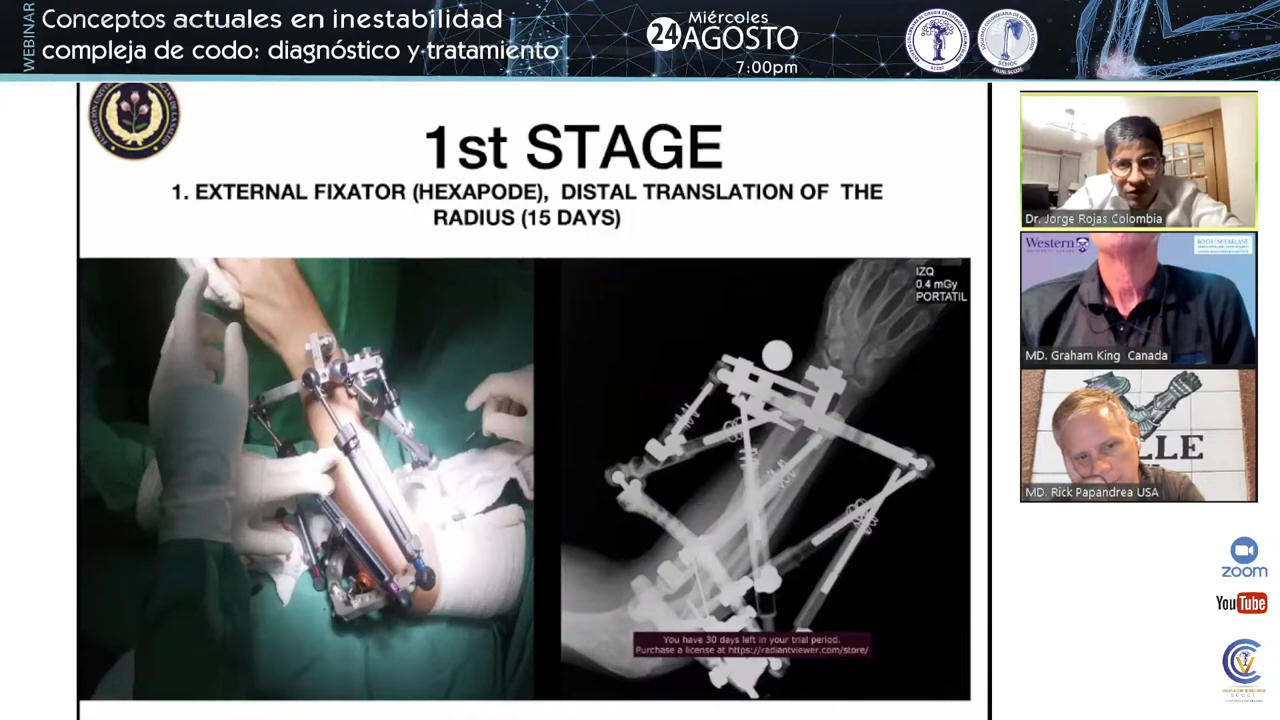 WEBINAR
Conceptos actuales en inestabilidad
compleja de codo: diagnóstico y tratamiento
Miércoles
24 AGOSTO
7:00pm
SCHOC
1st STAGE
1. EXTERNAL FIXATOR (HEXAPODE), DISTAL TRANSLATION OF THE
RADIUS (15 DAYS)
IZQ
0.4 mGy
PORTATIL
You have 30 days left in your trial period.
Purchase a license at https://radiantviewer.com/store/
Dr. Jorge Rojas Colombia
Western
MD. Graham King Canada
LLE
MD. Rick Papandrea USA
zoom
YouTube